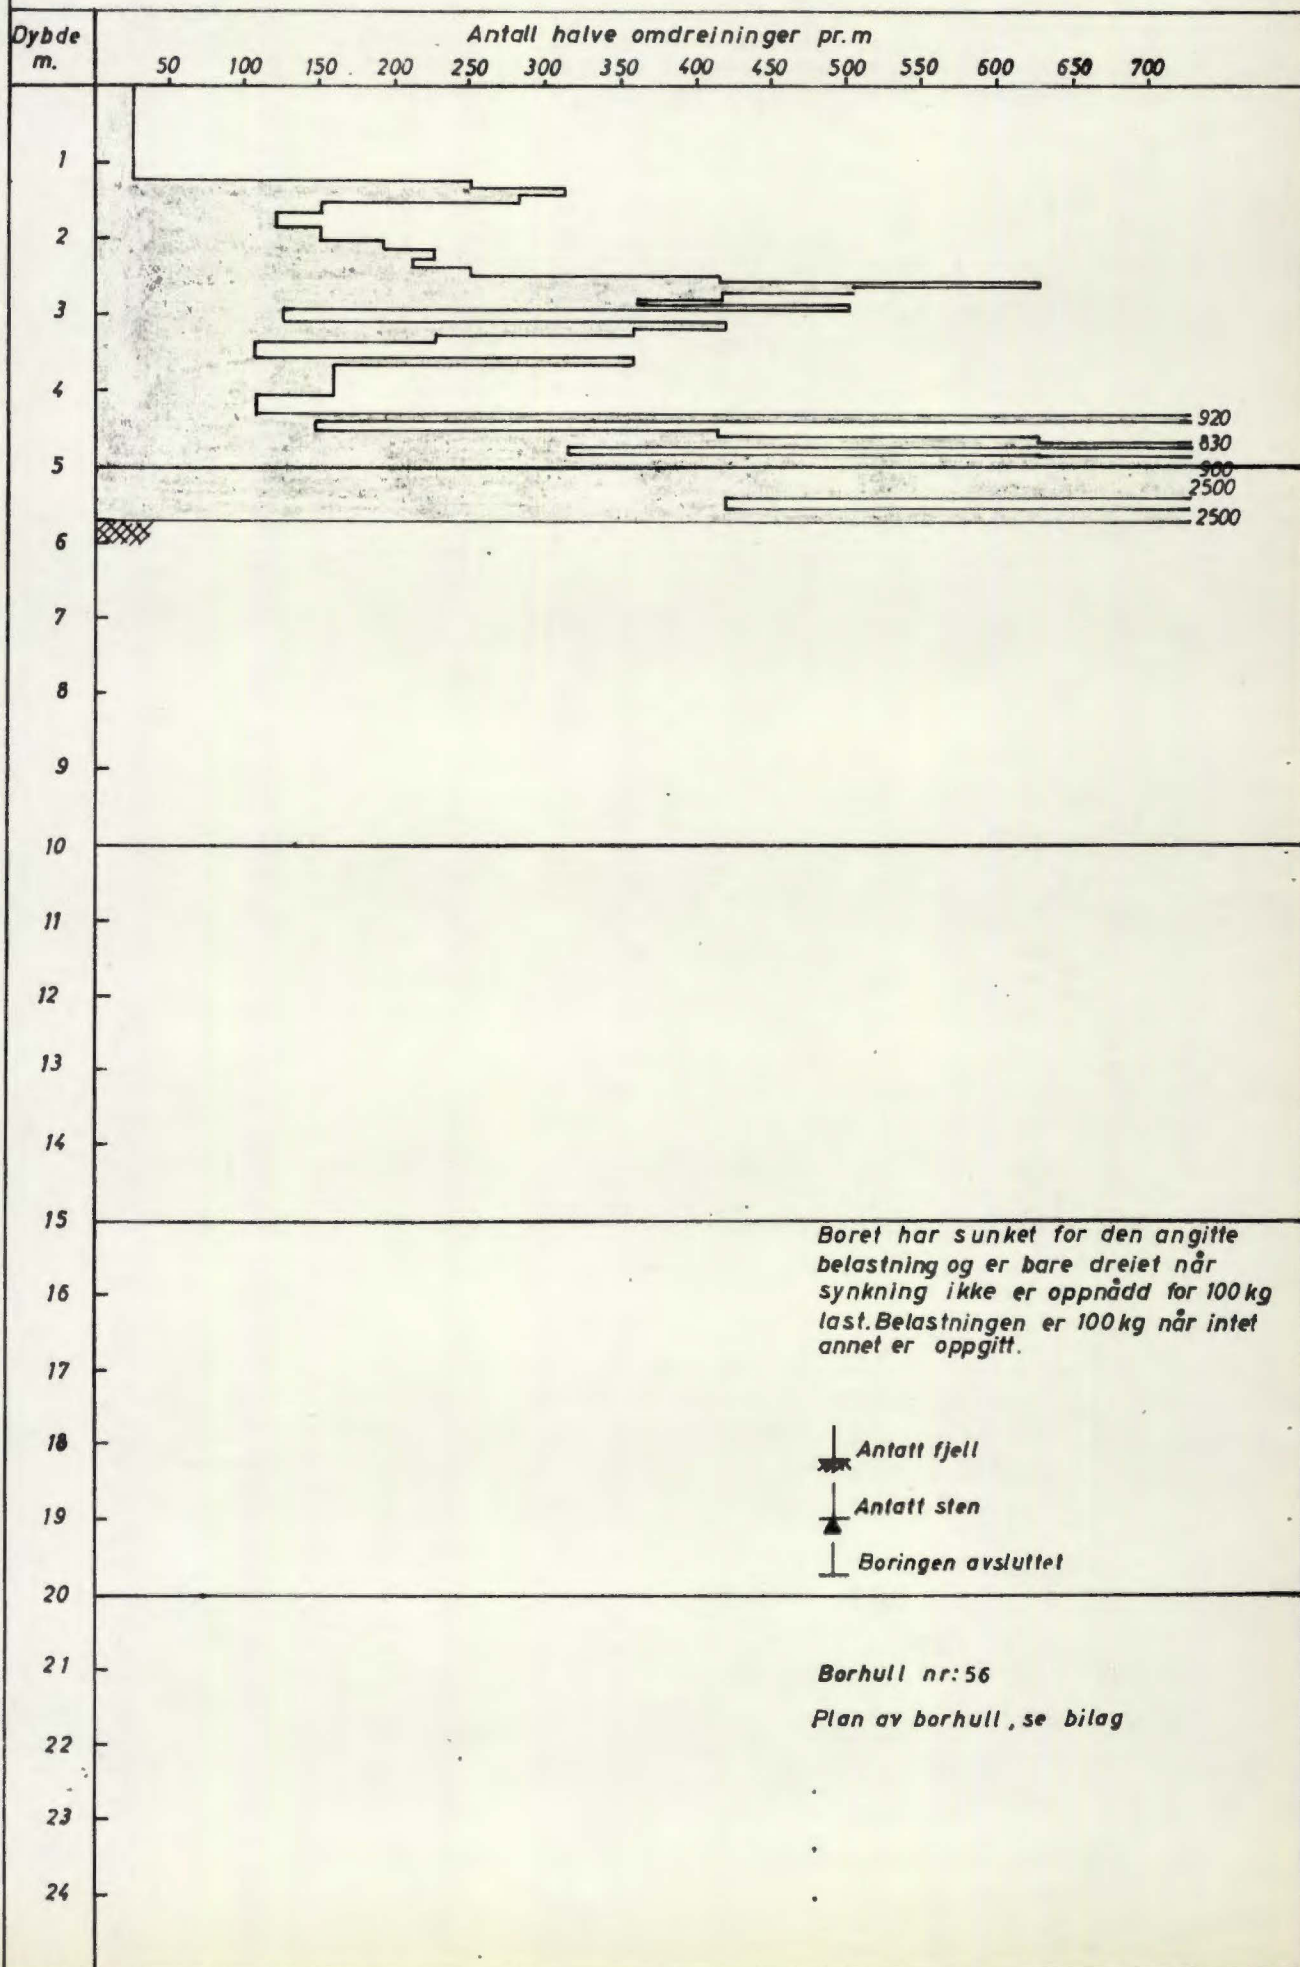 Dybde
m.
Antall halve omdreininger pr. m
50 100 150 200 250 300 350 400 450 500 550 600 650 700
1
2
3
4
920
830
5
900
2500
2500
6
7
8
9
10
11
12
13
14
15
Boret har sunket for den angitte
belastning og er bare dreiet når
synkning ikke er oppnådd for 100 kg
last. Belastningen er 100 kg når intet
annet er oppgitt.
16
17
18
Antatt fjell
19
Antatt sten
Boringen avsluttet
20
21
Borhull nr: 56
Plan av borhull, se bilag
22
23
24